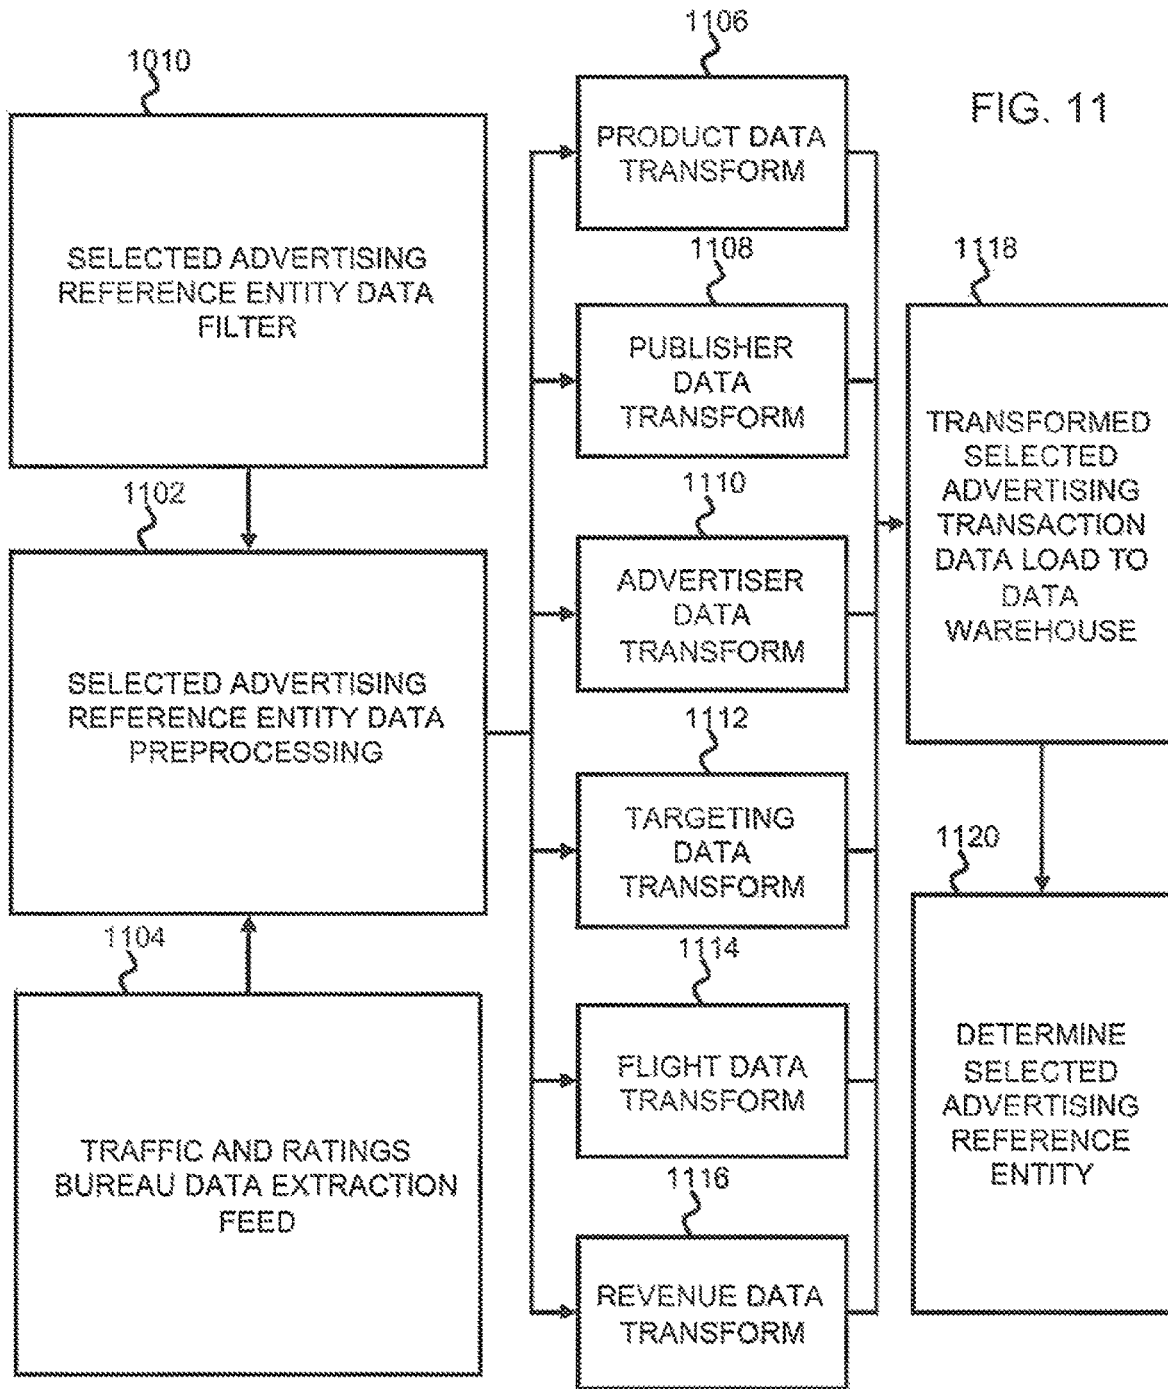 FIG. 11
1010
SELECTED ADVERTISING
REFERENCE ENTITY DATA
FILTER
1102
SELECTED ADVERTISING
REFERENCE ENTITY DATA
PREPROCESSING
1104
TRAFFIC AND RATINGS
BUREAU DATA EXTRACTION
FEED
1106
PRODUCT DATA
TRANSFORM
1108
PUBLISHER
DATA
TRANSFORM
1110
ADVERTISER
DATA
TRANSFORM
1112
TARGETING
DATA
TRANSFORM
1114
FLIGHT DATA
TRANSFORM
1116
REVENUE DATA
TRANSFORM
1118
TRANSFORMED
SELECTED
ADVERTISING
TRANSACTION
DATA LOAD TO
DATA
WAREHOUSE
1120
DETERMINE
SELECTED
ADVERTISING
REFERENCE
ENTITY